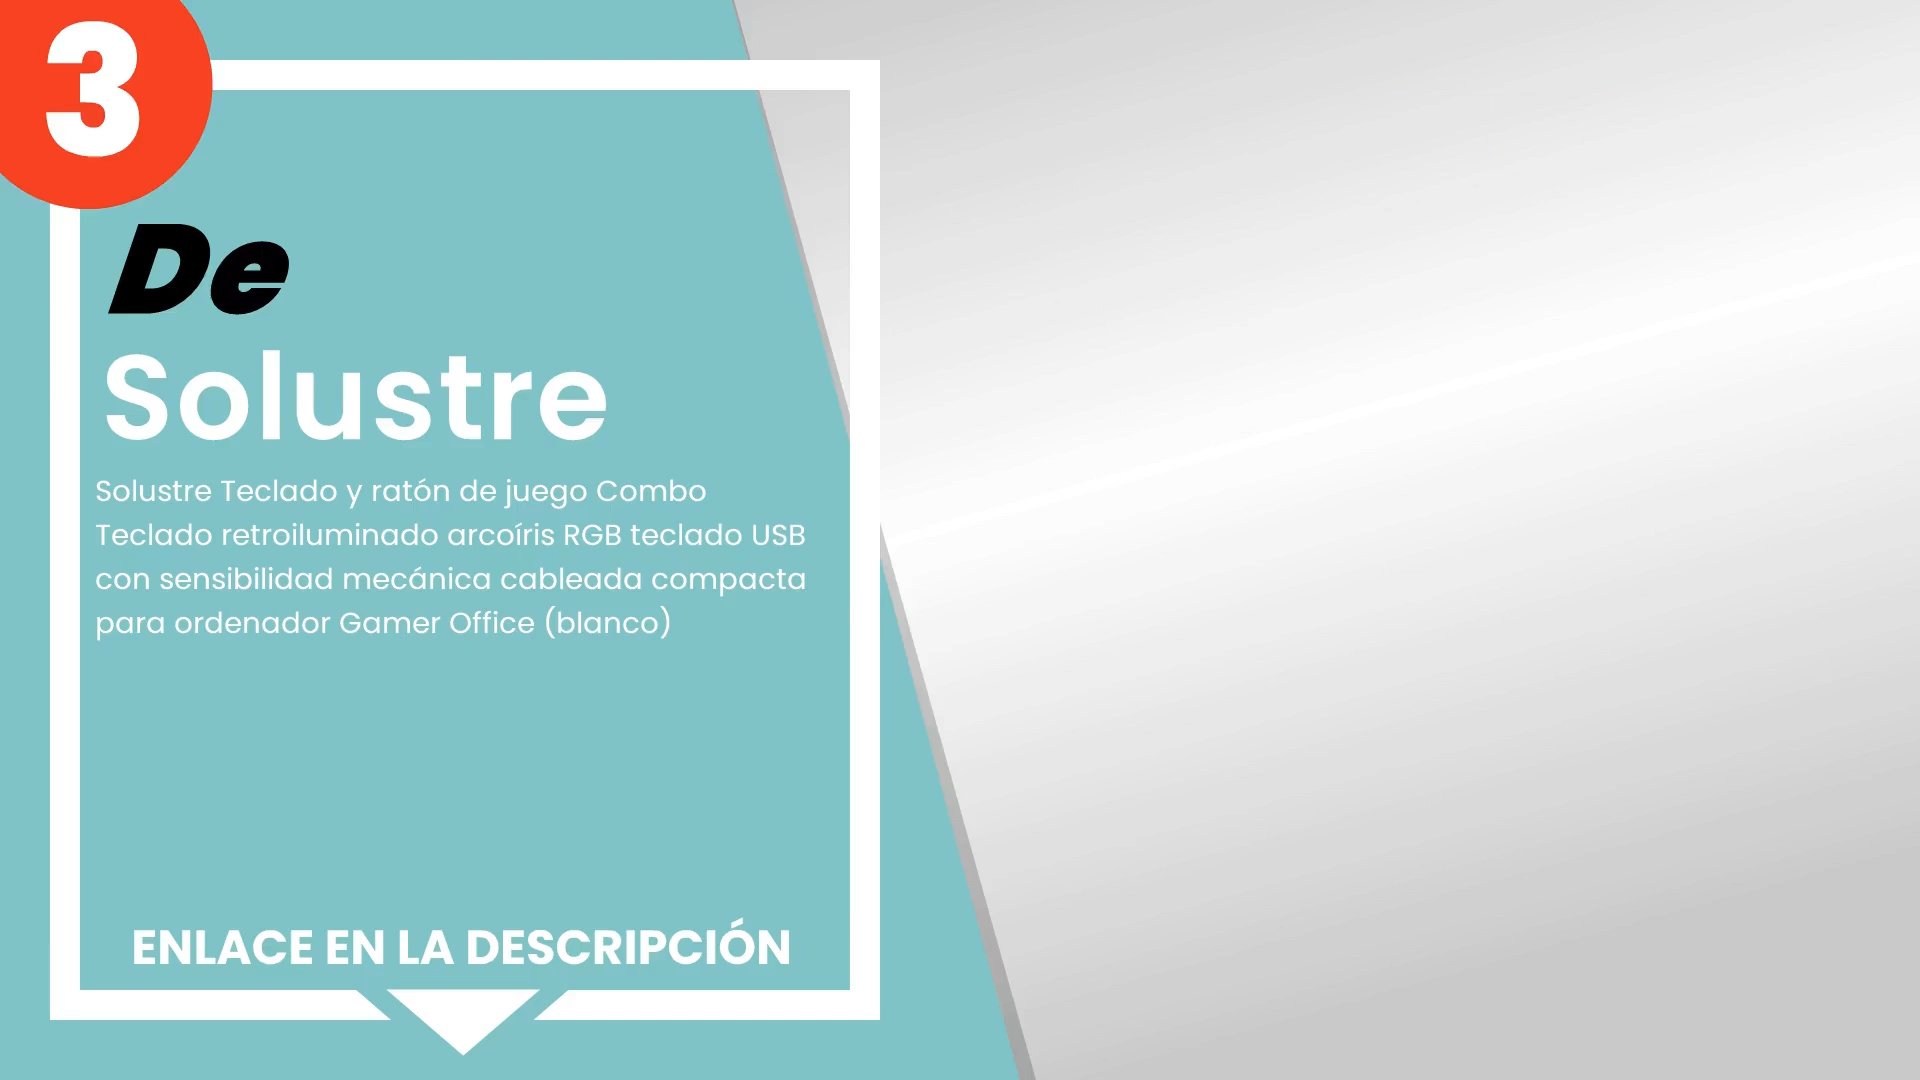 3
De
Solustre
Solustre Teclado y ratón de juego Combo
Teclado retroiluminado arcoíris RGB teclado USB
con sensibilidad mecánica cableada compacta
para ordenador Gamer Office (blanco)
ENLACE EN LA DESCRIPCIÓN